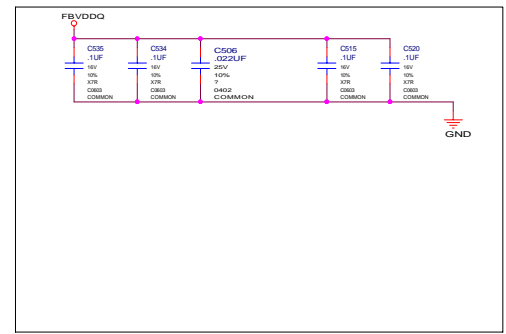 FBVDDQ
C535
.1UF
16V
10%
X7R
C0603
COMMON
C534
.1UF
16V
10%
X7R
C0603
COMMON
C506
.022UF
25V
10%
?
0402
COMMON
C515
.1UF
16V
10%
X7R
C0603
COMMON
C520
.1UF
16V
10%
X7R
C0603
COMMON
GND